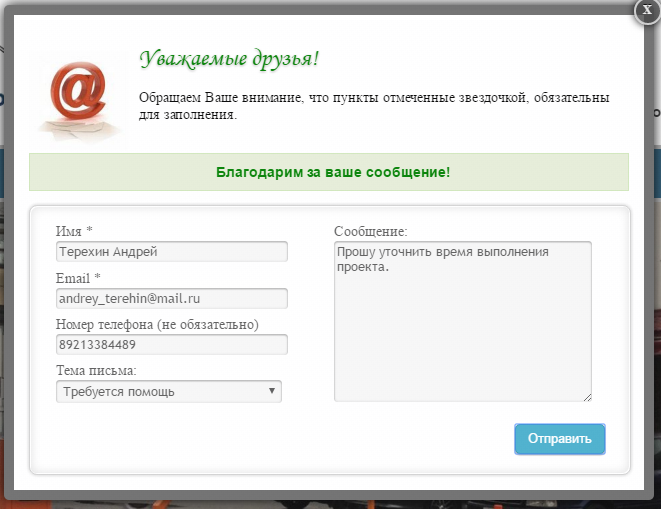 X
Уважаемые друзья!
Обращаем Ваше внимание, что пункты отмеченные звездочкой, обязательны
для заполнения.
Благодарим за ваше сообщение!
Имя *
Терехин Андрей
Email *
andrey_terehin@mail.ru
Номер телефона (не обязательно)
89213384489
Тема письма:
Требуется помощь
Сообщение:
Прошу уточнить время выполнения
проекта.
Отправить